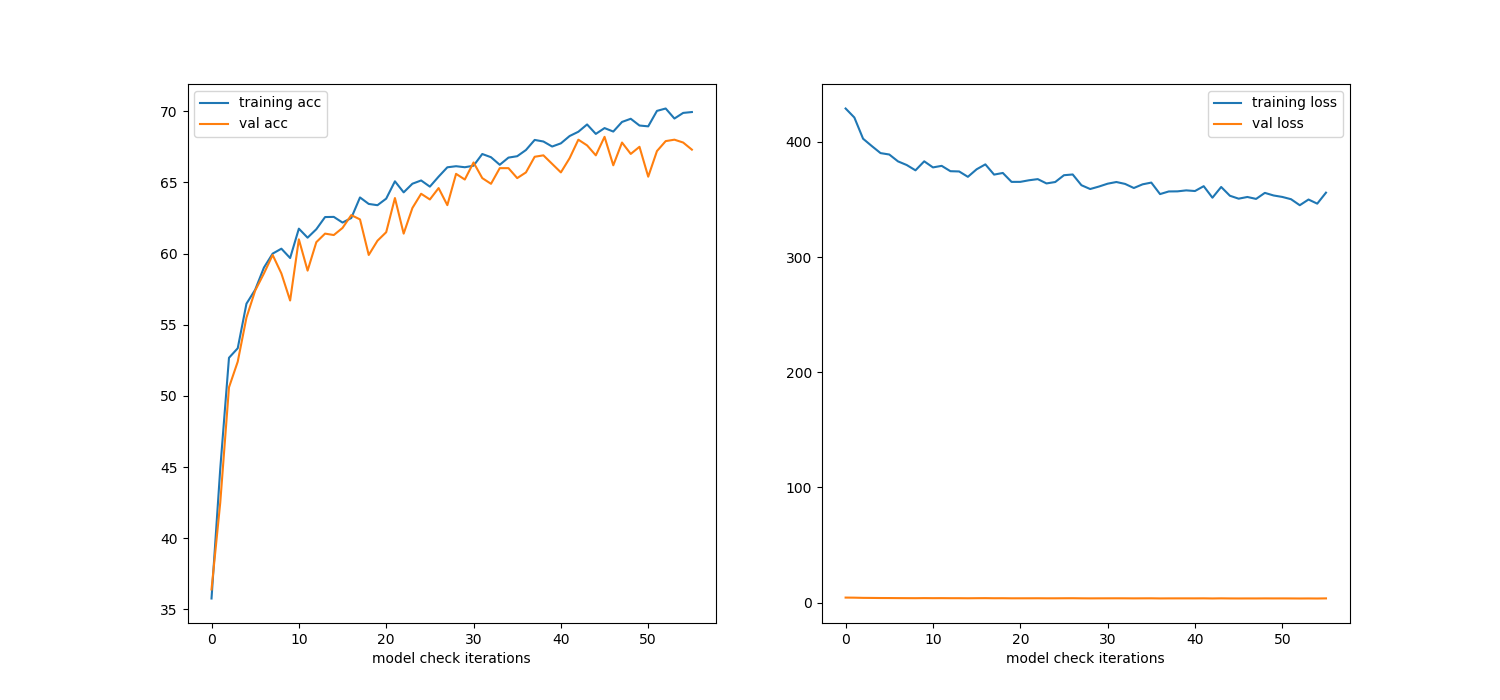 training acc
val acc
70
65
60
55
50
45
40
35
0 10 20 30 40 50
model check iterations
training loss
val loss
400
300
200
100
0
0 10 20 30 40 50
model check iterations